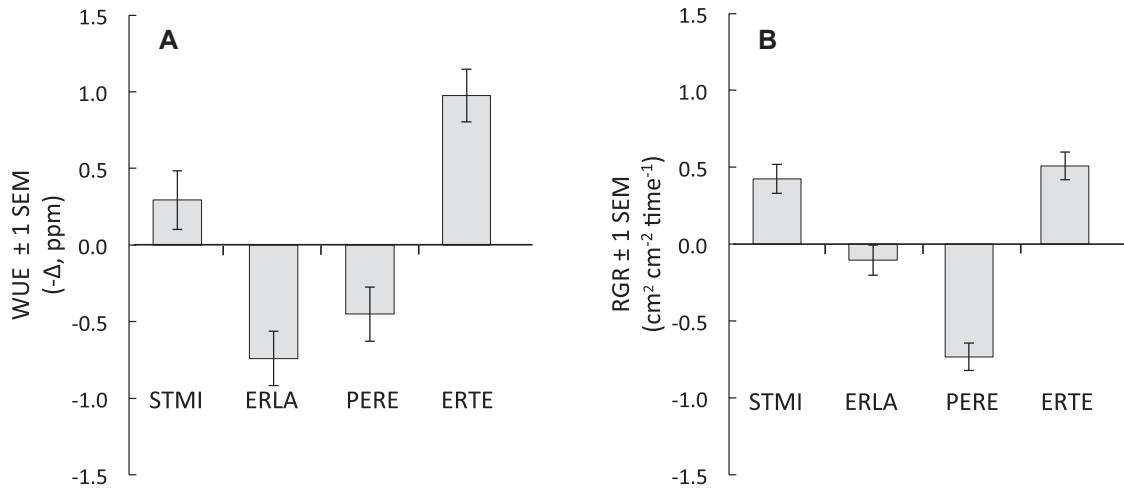 A
1.5
1.0
0.5
0.0
-0.5
-1.0
-1.5
WUE ± 1 SEM
(-Δ, ppm)
STMI ERLA PERE ERTE
B
1.5
1.0
0.5
0.0
-0.5
-1.0
-1.5
RGR ± 1 SEM
(cm² cm⁻² time⁻¹)
STMI ERLA PERE ERTE